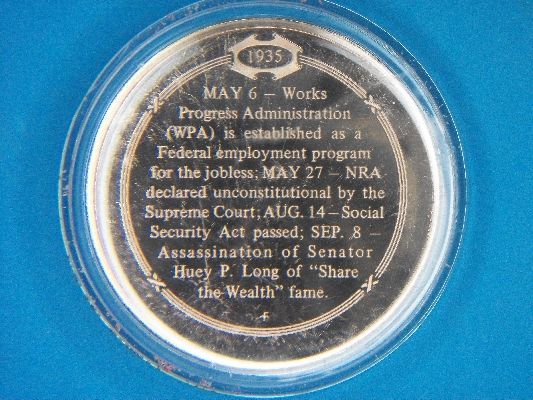 1935
MAY 6 – Works
Progress Administration
(WPA) is established as a
Federal employment program
for the jobless; MAY 27 – NRA
declared unconstitutional by the
Supreme Court; AUG. 14 – Social
Security Act passed; SEP. 8 –
Assassination of Senator
Huey P. Long of “Share
the Wealth” fame.